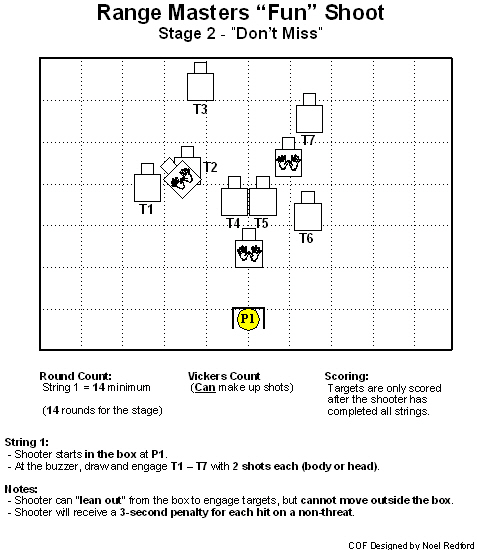 Range Masters “Fun” Shoot
Stage 2 - "Don't Miss"
T3
T7
T2
T1
T4 T5
T6
P1
Round Count:
String 1 = 14 minimum
(14 rounds for the stage)
Vickers Count
(Can make up shots)
Scoring:
Targets are only scored
after the shooter has
completed all strings.
String 1:
- Shooter starts in the box at P1.
- At the buzzer, draw and engage T1 – T7 with 2 shots each (body or head).
Notes:
- Shooter can "lean out" from the box to engage targets, but cannot move outside the box.
- Shooter will receive a 3-second penalty for each hit on a non-threat.
COF Designed by Noel Redford